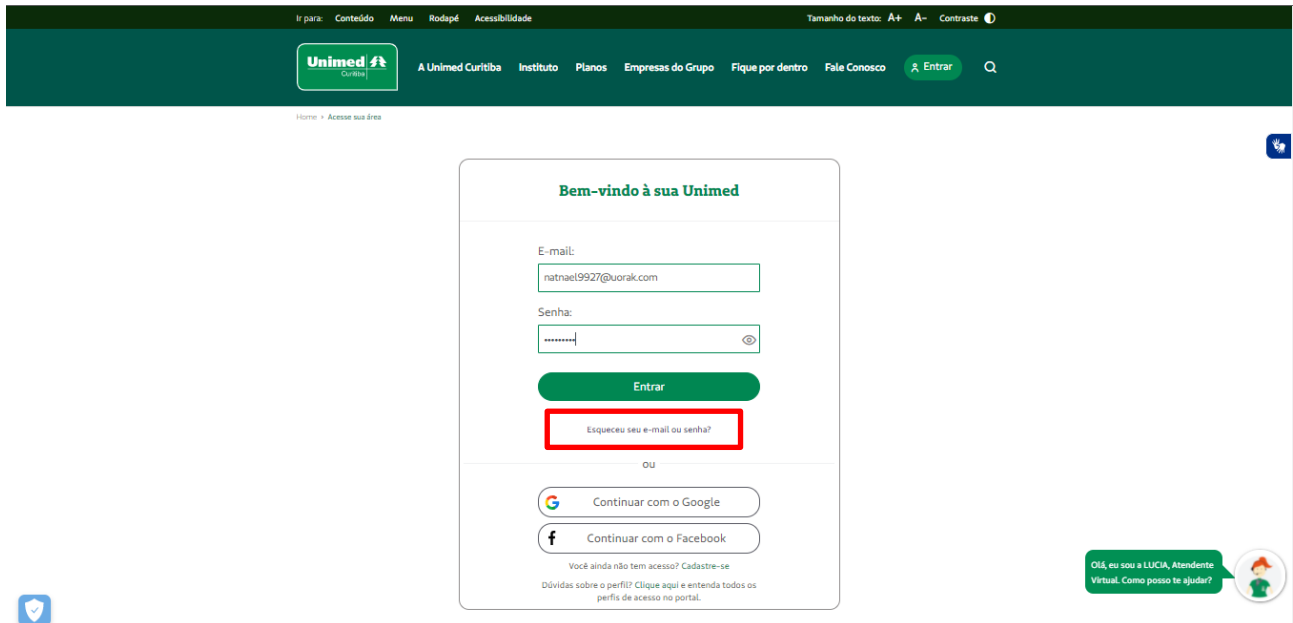 Ir para: Conteúdo Menu Rodapé Acessibilidade Tamanho do texto: A+ A- Contraste
Unimed
Curitiba
A Unimed Curitiba Instituto Planos Empresas do Grupo Fique por dentro Fale Conosco Entrar
Home › Acesse sua área
Bem-vindo à sua Unimed
E-mail:
natnael9927@uorak.com
Senha:
•••••••••
Entrar
Esqueceu seu e-mail ou senha?
ou
Continuar com o Google
Continuar com o Facebook
Você ainda não tem acesso? Cadastre-se
Dúvidas sobre o perfil? Clique aqui e entenda todos os
perfis de acesso no portal.
Olá, eu sou a LUCIA, Atendente
Virtual. Como posso te ajudar?